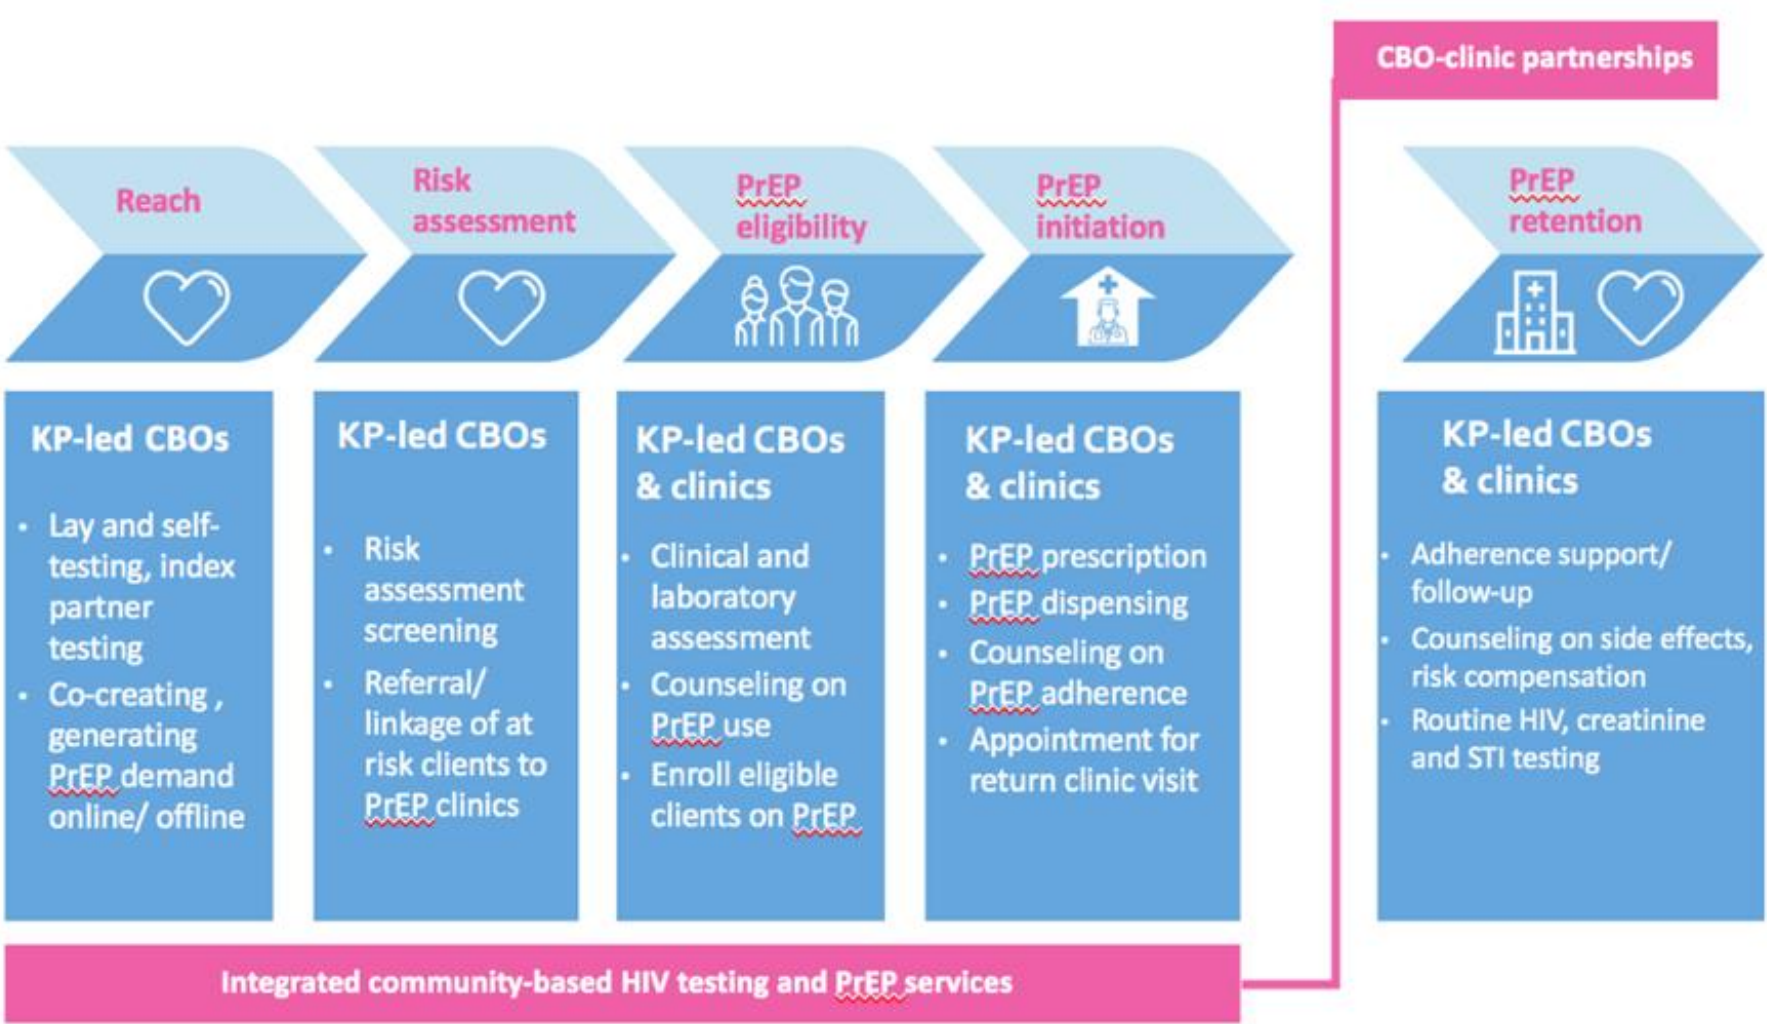 CBO-clinic partnerships
Reach
Risk
assessment
PrEP
eligibility
PrEP
initiation
PrEP
retention
KP-led CBOs
• Lay and self-
testing, index
partner
testing
• Co-creating ,
generating
PrEP demand
online/ offline
KP-led CBOs
• Risk
assessment
screening
• Referral/
linkage of at
risk clients to
PrEP clinics
KP-led CBOs
& clinics
• Clinical and
laboratory
assessment
• Counseling on
PrEP use
• Enroll eligible
clients on PrEP
KP-led CBOs
& clinics
• PrEP prescription
• PrEP dispensing
• Counseling on
PrEP adherence
• Appointment for
return clinic visit
KP-led CBOs
& clinics
• Adherence support/
follow-up
• Counseling on side effects,
risk compensation
• Routine HIV, creatinine
and STI testing
Integrated community-based HIV testing and PrEP services